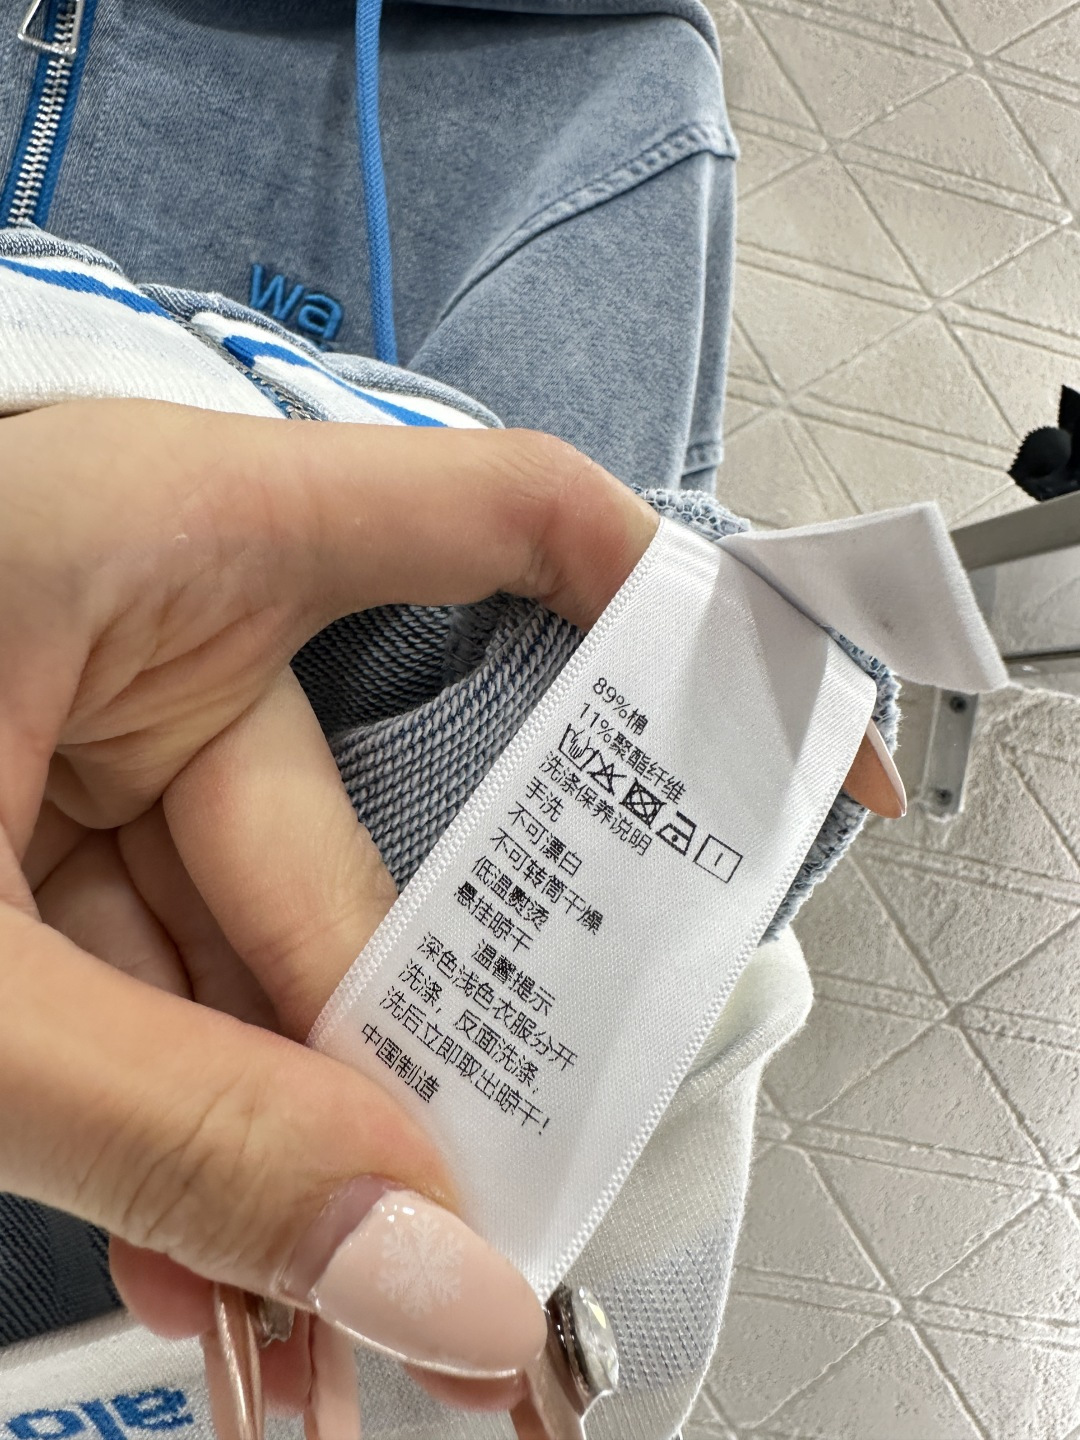 wa
89%棉
11%聚酯纤维
洗涤保养说明
手洗
不可漂白
不可转筒干燥
低温熨烫
悬挂晾干
温馨提示
深色浅色衣服分开
洗涤，反面洗涤，
洗后立即取出晾干!
中国制造
alo